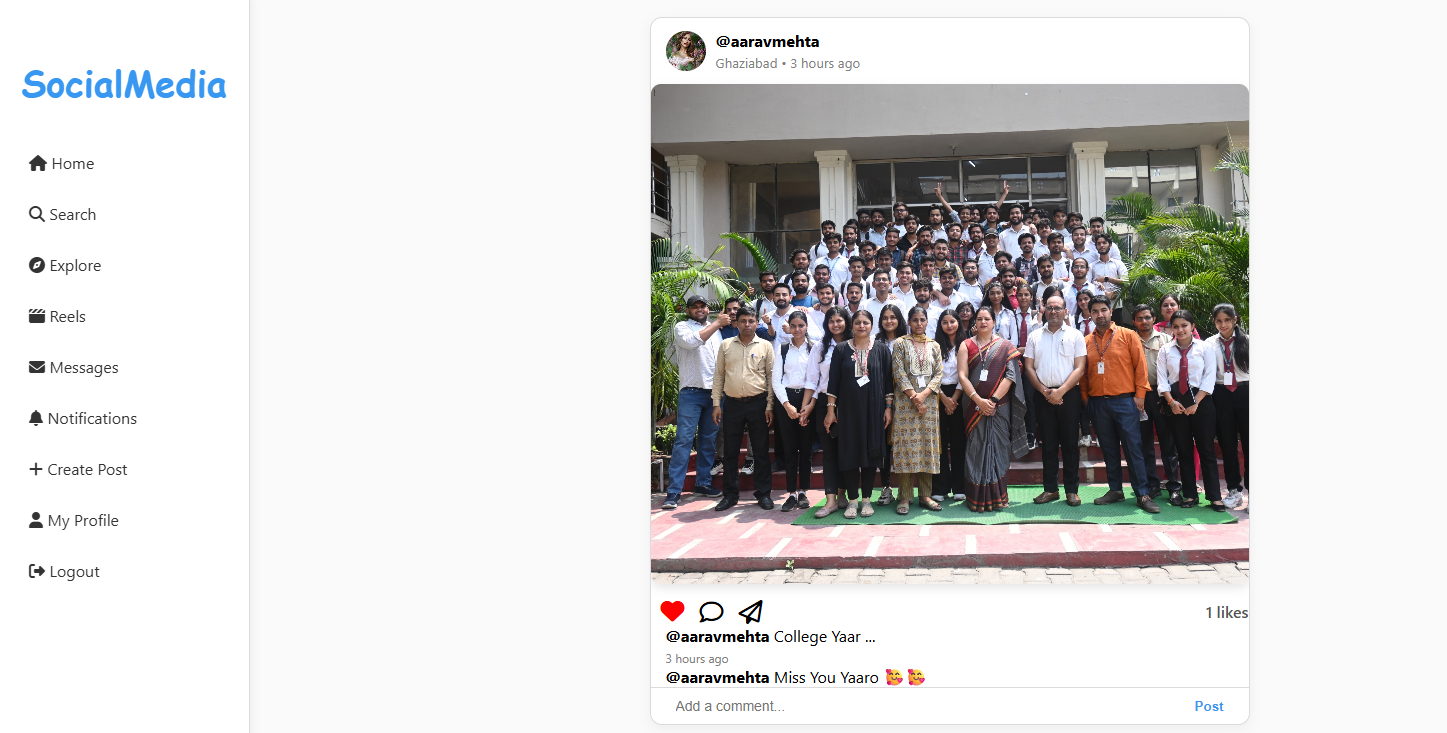 SocialMedia
Home
Search
Explore
Reels
Messages
Notifications
Create Post
My Profile
Logout
@aaravmehta
Ghaziabad • 3 hours ago
1 likes
@aaravmehta College Yaar ...
3 hours ago
@aaravmehta Miss You Yaaro 🥰 🥰
Add a comment...
Post